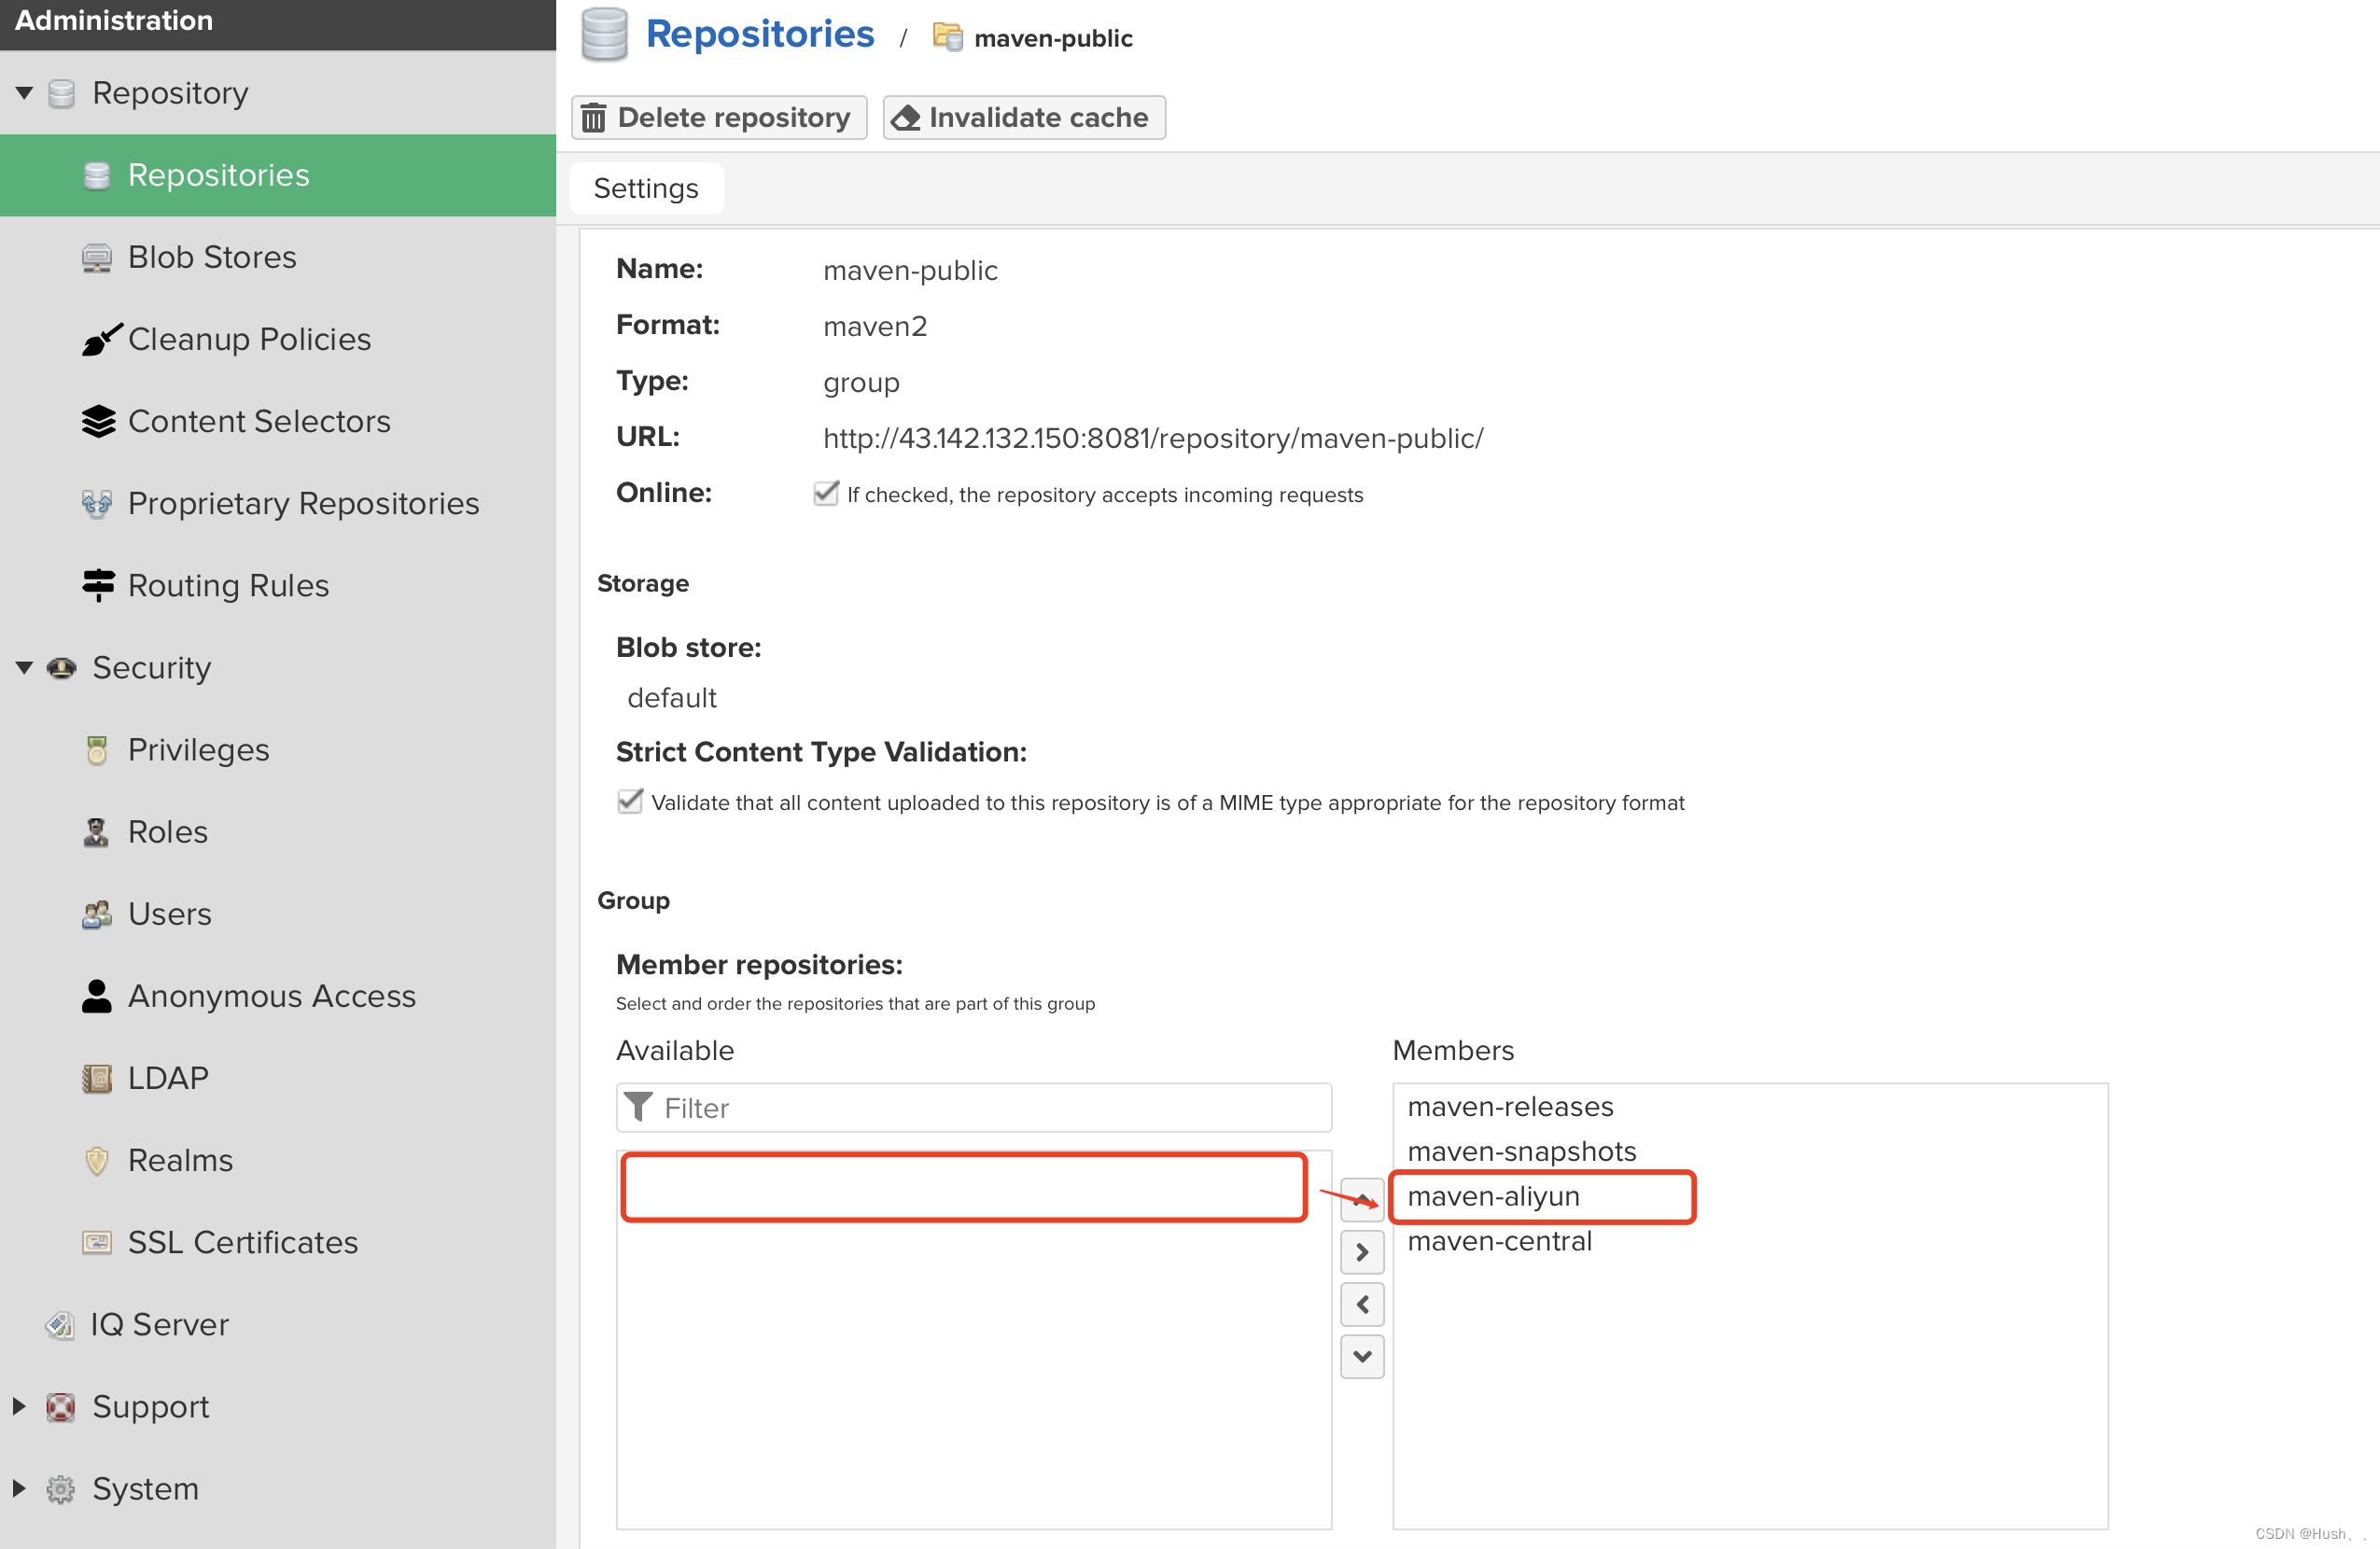 Administration
Repository
Repositories
Blob Stores
Cleanup Policies
Content Selectors
Proprietary Repositories
Routing Rules
Security
Privileges
Roles
Users
Anonymous Access
LDAP
Realms
SSL Certificates
IQ Server
Support
System
Repositories / maven-public
Delete repository Invalidate cache
Settings
Name: maven-public
Format: maven2
Type: group
URL: http://43.142.132.150:8081/repository/maven-public/
Online: If checked, the repository accepts incoming requests
Storage
Blob store:
default
Strict Content Type Validation:
Validate that all content uploaded to this repository is of a MIME type appropriate for the repository format
Group
Member repositories:
Select and order the repositories that are part of this group
Available
Filter
Members
maven-releases
maven-snapshots
maven-aliyun
maven-central
CSDN @Hush、、